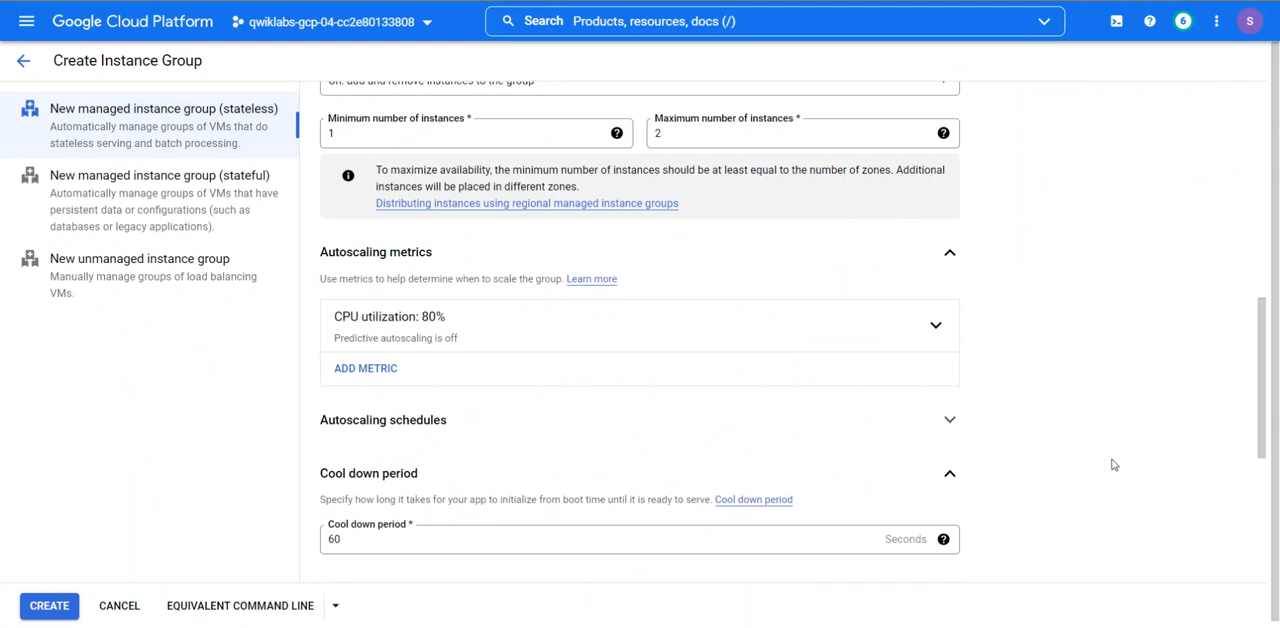 Google Cloud Platform
qwiklabs-gcp-04-cc2e80133808
Search Products, resources, docs (/)
6
S
Create Instance Group
New managed instance group (stateless)
Automatically manage groups of VMs that do
stateless serving and batch processing.
New managed instance group (stateful)
Automatically manage groups of VMs that have
persistent data or configurations (such as
databases or legacy applications).
New unmanaged instance group
Manually manage groups of load balancing
VMs.
On: add and remove instances to the group
Minimum number of instances *
1
Maximum number of instances *
2
To maximize availability, the minimum number of instances should be at least equal to the number of zones. Additional
instances will be placed in different zones.
Distributing instances using regional managed instance groups
Autoscaling metrics
Use metrics to help determine when to scale the group. Learn more
CPU utilization: 80%
Predictive autoscaling is off
ADD METRIC
Autoscaling schedules
Cool down period
Specify how long it takes for your app to initialize from boot time until it is ready to serve. Cool down period
Cool down period *
60
Seconds
CREATE
CANCEL
EQUIVALENT COMMAND LINE